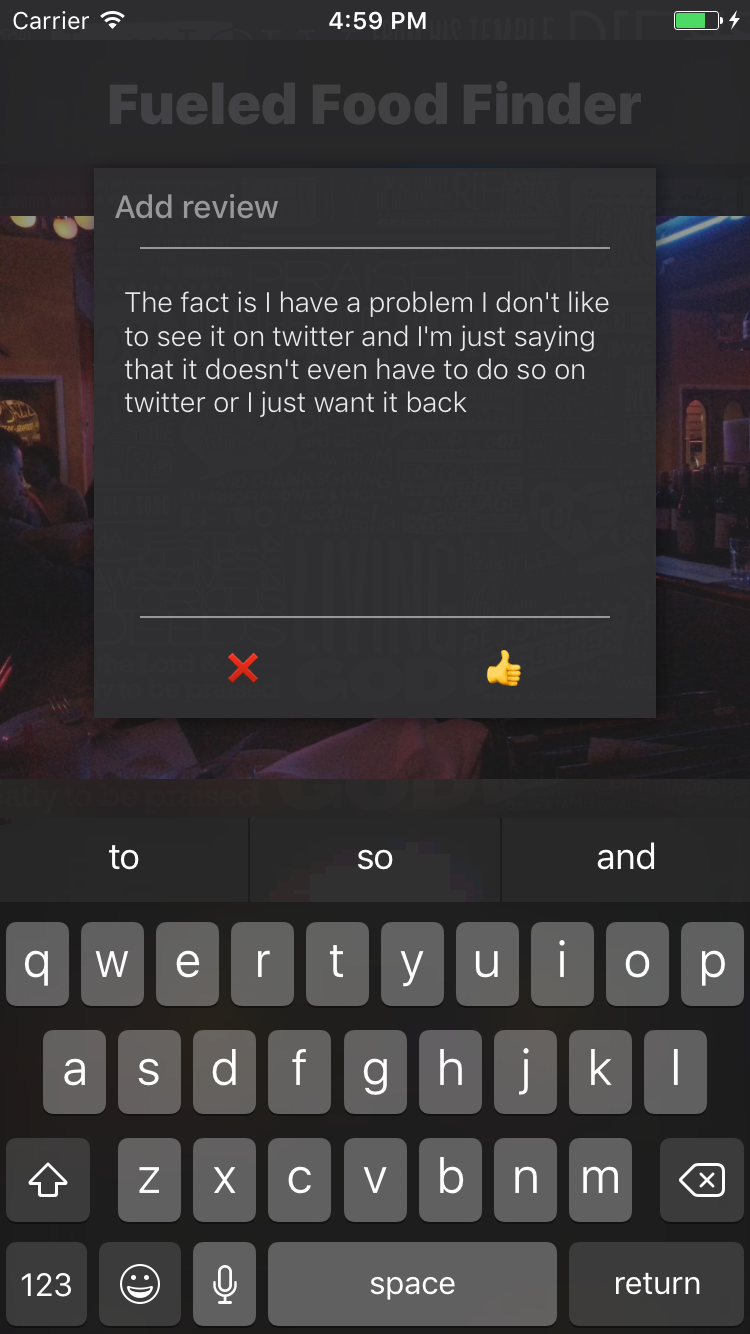 Carrier 4:59 PM
Fueled Food Finder
Add review
The fact is I have a problem I don't like
to see it on twitter and I'm just saying
that it doesn't even have to do so on
twitter or I just want it back
LIVING
GOD
to so and
q w e r t y u i o p
a s d f g h j k l
z x c v b n m
123 space return